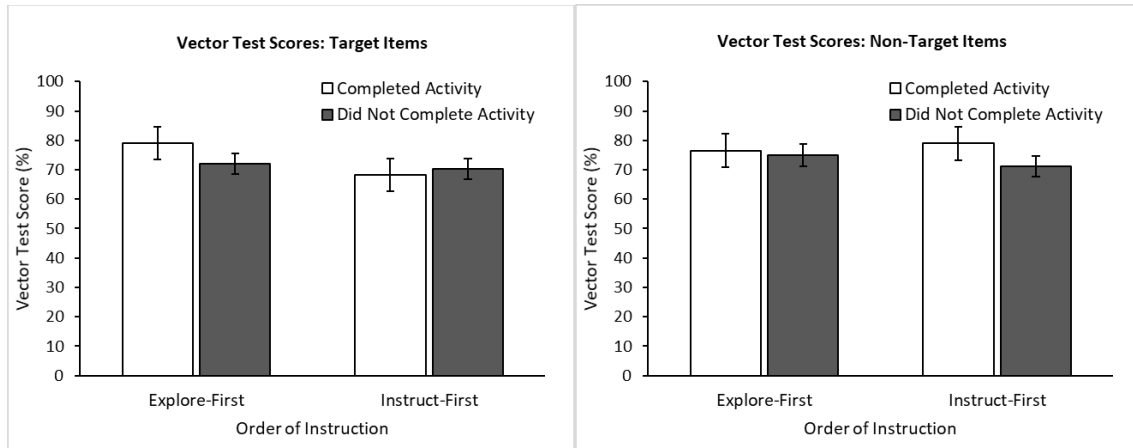 Vector Test Scores: Target Items
Completed Activity
Did Not Complete Activity
100
90
80
70
60
50
40
30
20
10
0
Vector Test Score (%)
Explore-First Instruct-First
Order of Instruction
Vector Test Scores: Non-Target Items
Completed Activity
Did Not Complete Activity
100
90
80
70
60
50
40
30
20
10
0
Vector Test Score (%)
Explore-First Instruct-First
Order of Instruction